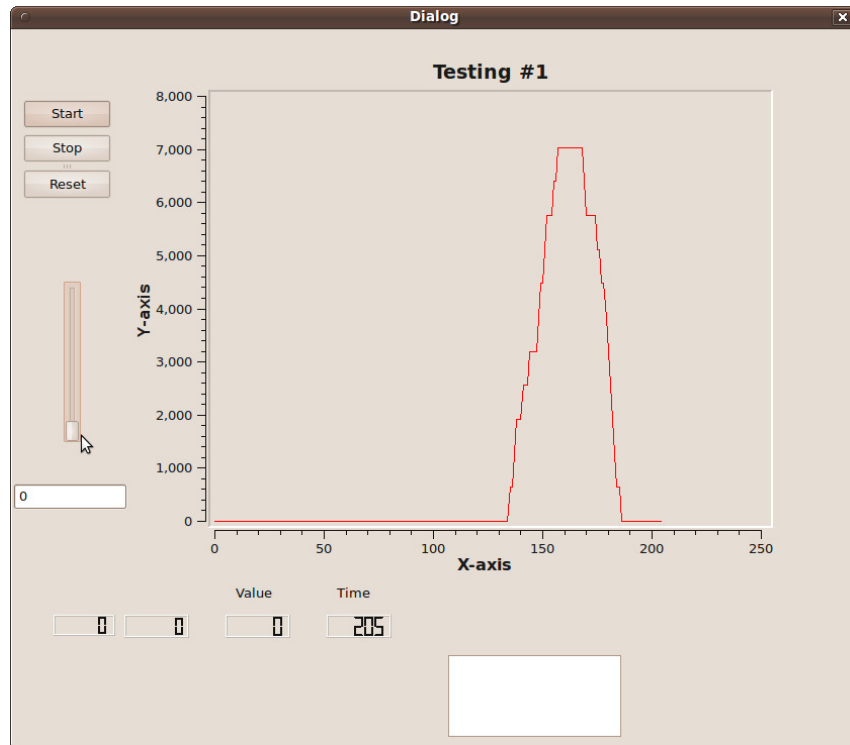 Dialog
Testing #1
Start
Stop
Reset
0
8,000
7,000
6,000
5,000
4,000
3,000
2,000
1,000
0
Y-axis
0 50 100 150 200 250
X-axis
Value Time
0 0 0 205